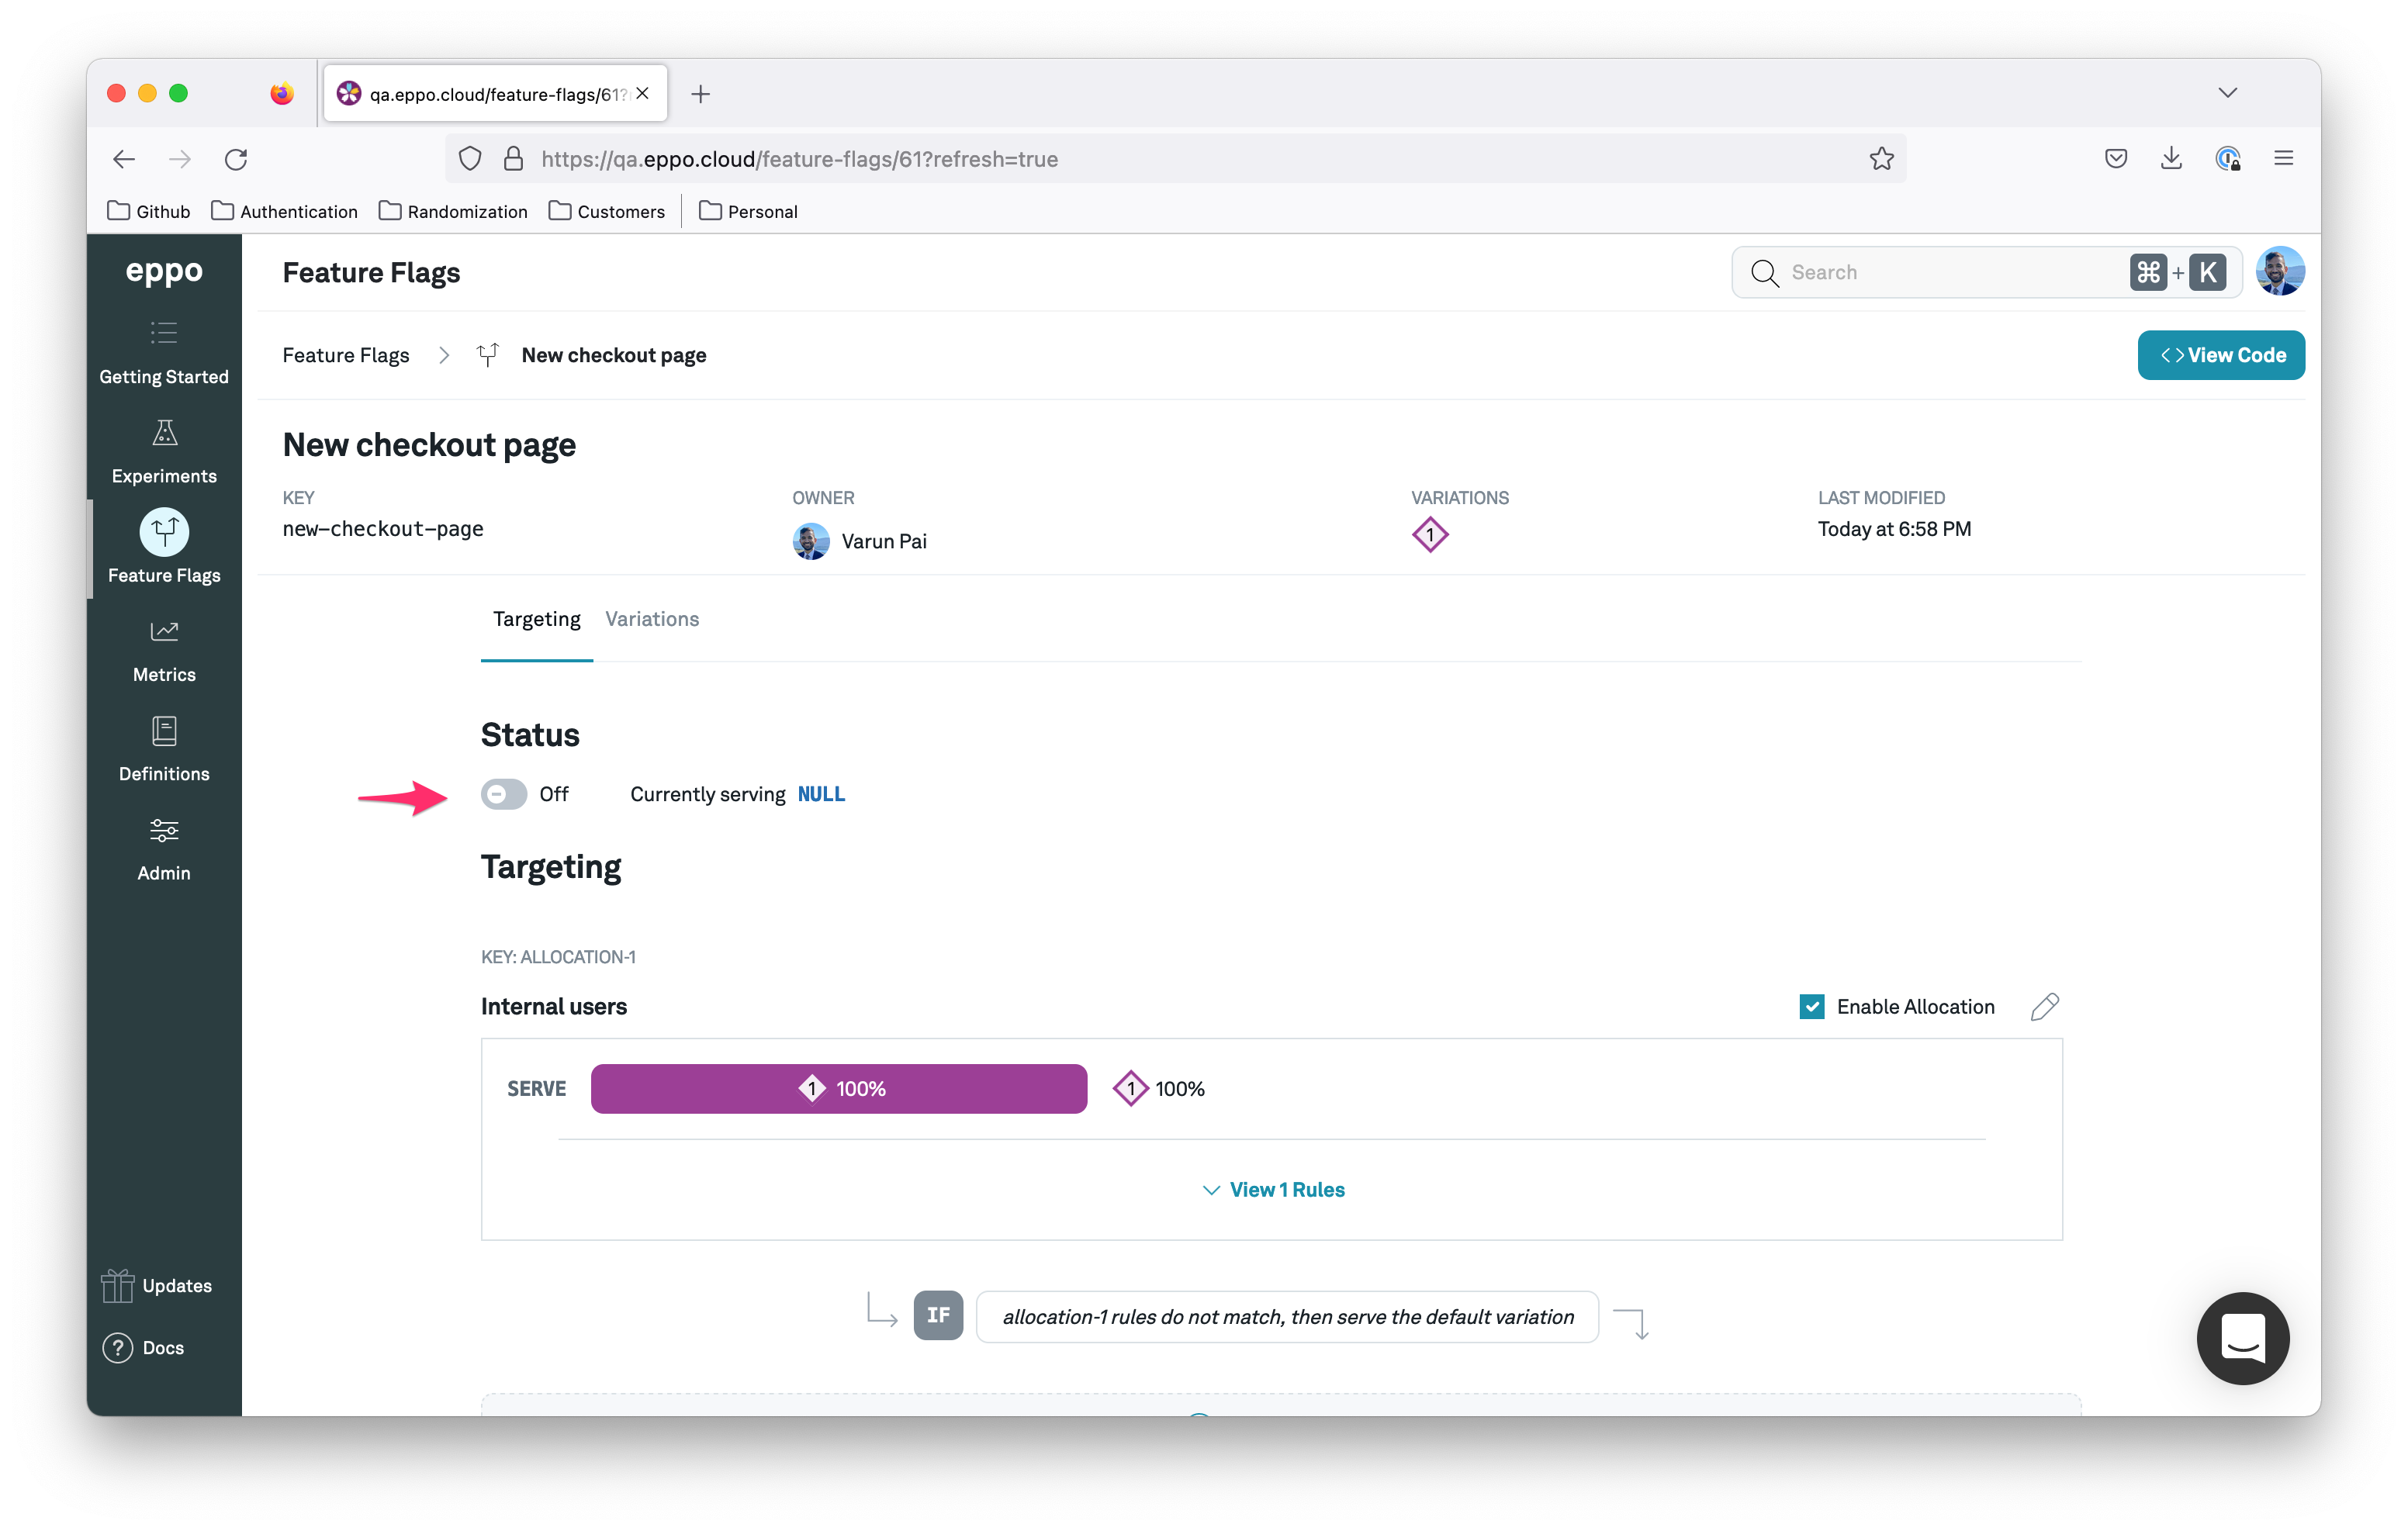 qa.eppo.cloud/feature-flags/61?
https://qa.eppo.cloud/feature-flags/61?refresh=true
Github Authentication Randomization Customers Personal
eppo
Getting Started
Experiments
Feature Flags
Metrics
Definitions
Admin
Updates
? Docs
Feature Flags
Search ⌘ + K
Feature Flags > New checkout page
<> View Code
New checkout page
KEY OWNER VARIATIONS LAST MODIFIED
new-checkout-page Varun Pai 1 Today at 6:58 PM
Targeting Variations
Status
Off Currently serving NULL
Targeting
KEY: ALLOCATION-1
Internal users Enable Allocation
SERVE 1 100% 1 100%
View 1 Rules
IF allocation-1 rules do not match, then serve the default variation